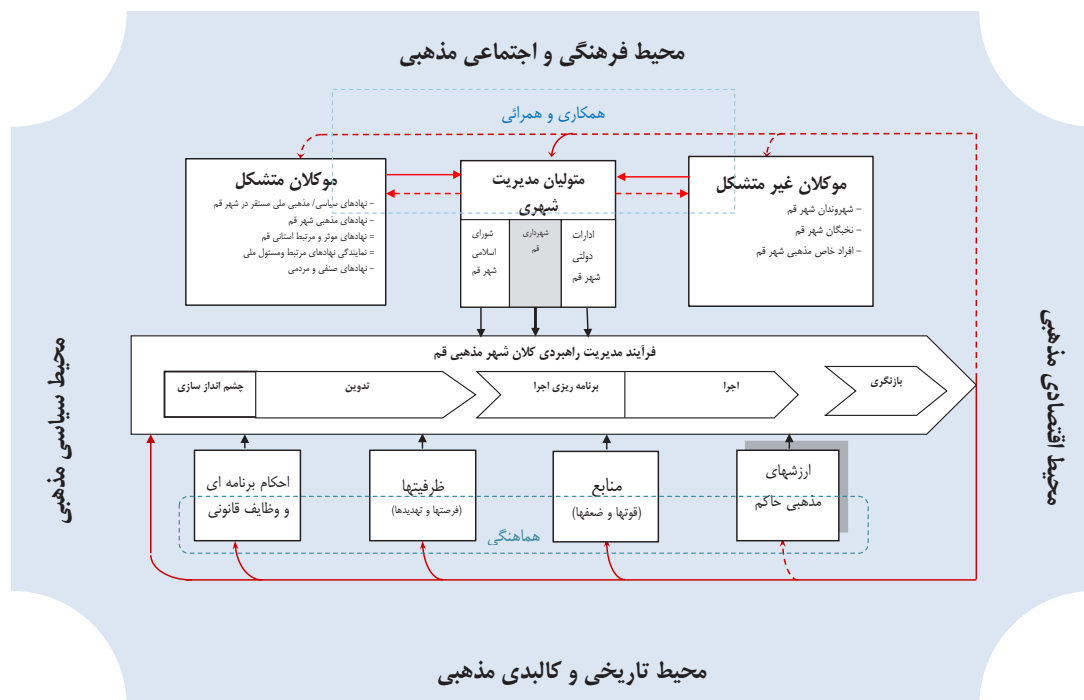 محیط فرهنگی و اجتماعی مذهبی
همکاری و همرائی
موکلان غیر متشکل
– شهروندان شهر قم
– نخبگان شهر قم
– افراد خاص مذهبی شهر قم
متولیان مدیریت
شهری
ادارات
دولتی
شهر قم
شهرداری
قم
شورای
اسلامی
شهر قم
موکلان متشکل
– نهادهای سیاسی/ مذهبی ملی مستقر در شهر قم
– نهادهای مذهبی شهر قم
= نهادهای موثر و مرتبط استانی قم
= نمایندگی نهادهای مرتبط ومسئول ملی
– نهادهای صنفی و مردمی
محیط اقتصادی مذهبی
محیط سیاسی مذهبی
فرآیند مدیریت راهبردی کلان شهر مذهبی قم
چشم انداز سازی
تدوین
برنامه ریزی اجرا
اجرا
بازنگری
ارزشهای
مذهبی حاکم
منابع
(قوتها و ضعفها)
ظرفیتها
(فرصتها و تهدیدها)
احکام برنامه ای
و وظایف قانونی
هماهنگی
محیط تاریخی و کالبدی مذهبی